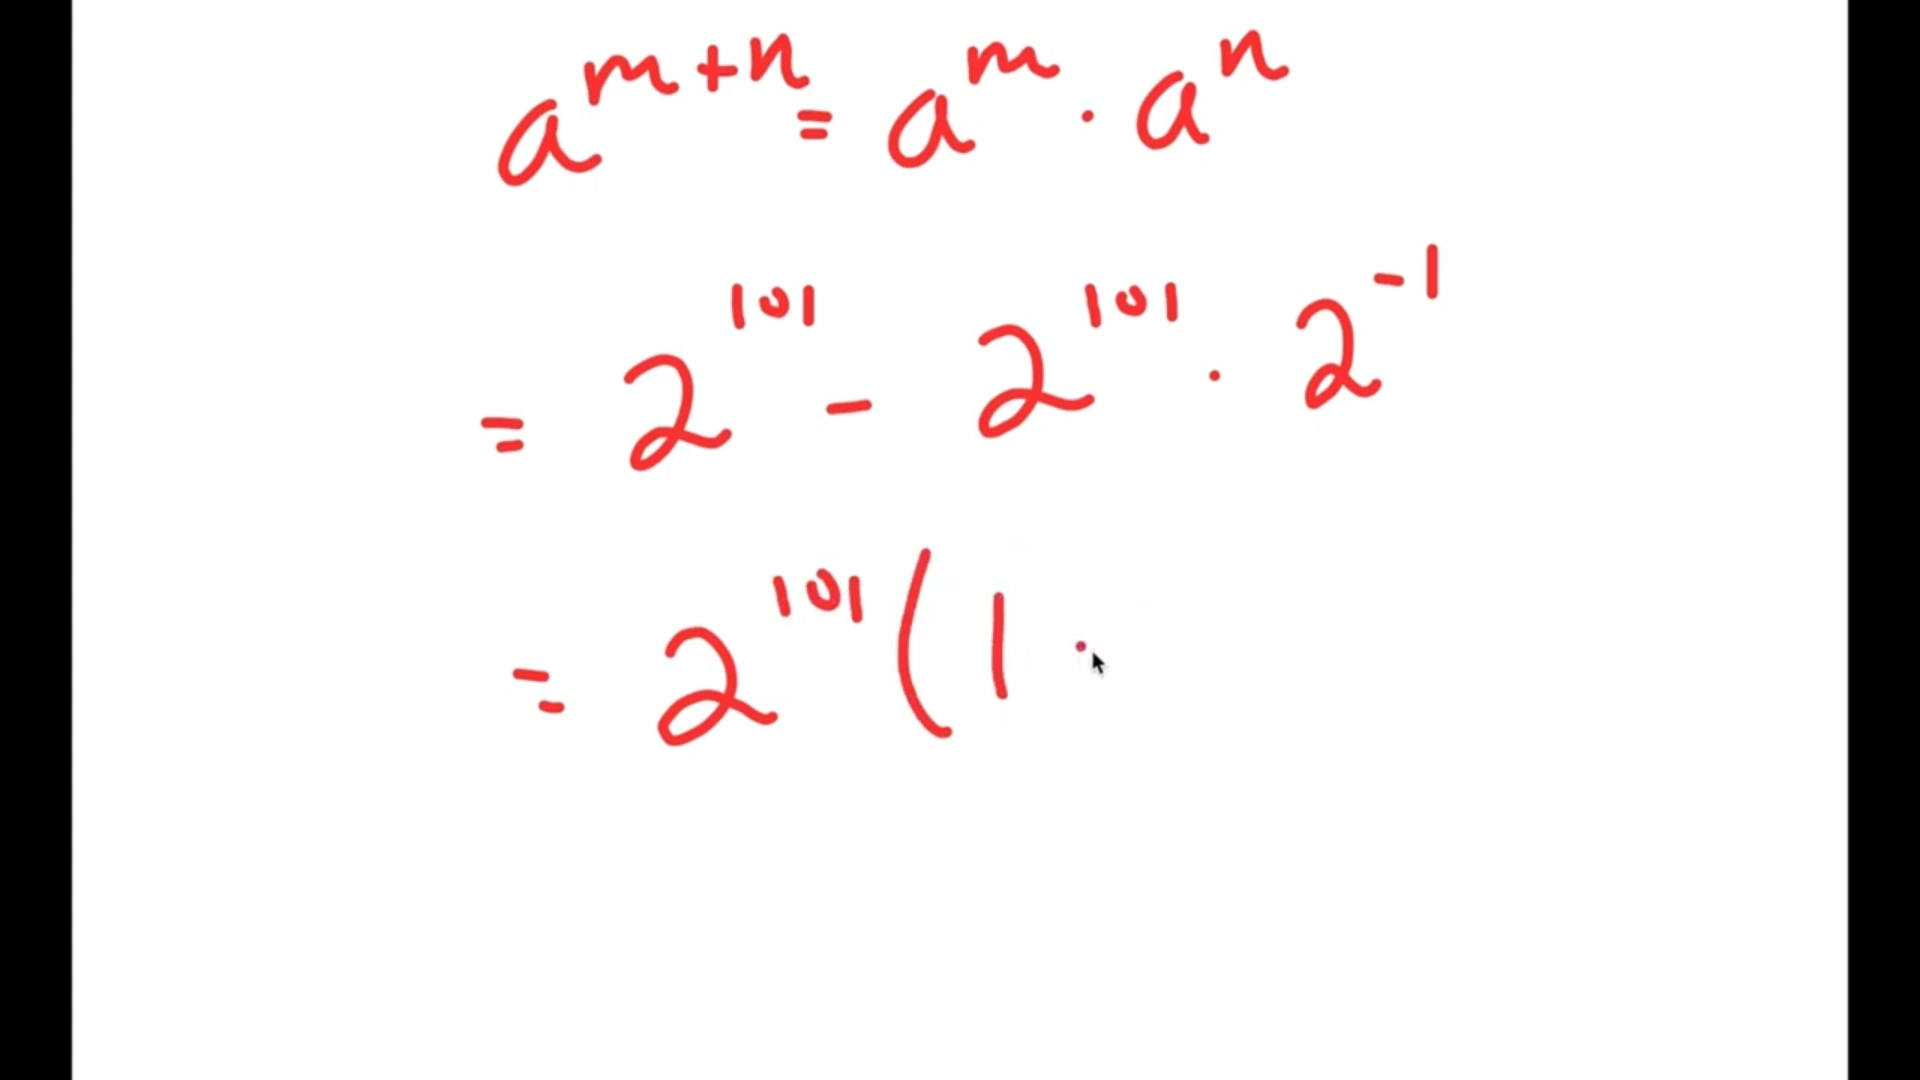 a^{m+n} = a^m · a^n
= 2^{101} - 2^{101} · 2^{-1}
= 2^{101} ( 1 ·